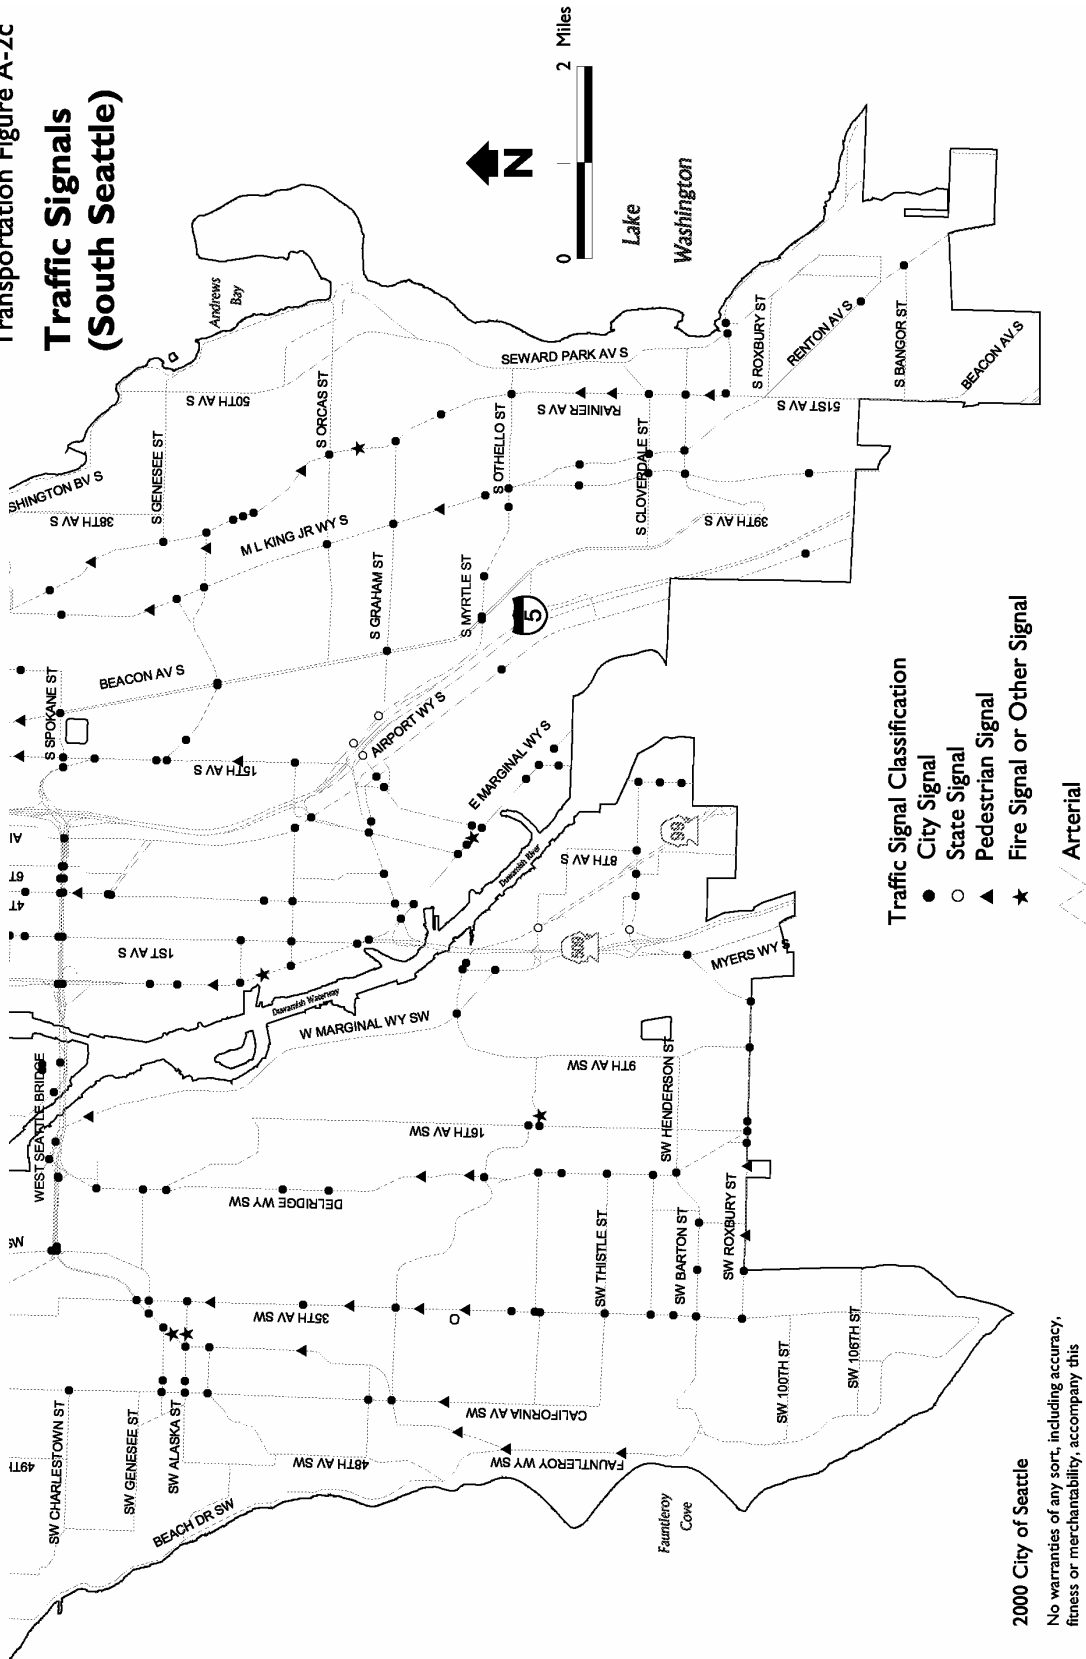 Transportation Figure A-2c
Traffic Signals
(South Seattle)
N
0
2 Miles
Lake
Washington
Andrews
Bay
SEWARD PARK AV S
50TH AV S
S ORCAS ST
S GENESEE ST
38TH AV S
M L KING JR WY S
S OTHELLO ST
RAINIER AV S
S CLOVERDALE ST
39TH AV S
S ROXBURY ST
RENTON AV S
51ST AV S
S BANGOR ST
BEACON AV S
S GRAHAM ST
S MYRTLE ST
5
S SPOKANE ST
BEACON AV S
15TH AV S
AIRPORT WY S
E MARGINAL WY S
Duwamish River
8TH AV S
99
509
MYERS WY S
1ST AV S
Duwamish Waterway
W MARGINAL WY SW
WEST SEATTLE BRIDGE
9TH AV SW
SW HENDERSON ST
16TH AV SW
DELRIDGE WY SW
SW THISTLE ST
SW BARTON ST
SW ROXBURY ST
35TH AV SW
SW 100TH ST
SW 106TH ST
SW CHARLESTOWN ST
SW GENESEE ST
SW ALASKA ST
CALIFORNIA AV SW
48TH AV SW
FAUNTLEROY WY SW
BEACH DR SW
Fauntleroy
Cove
Traffic Signal Classification
City Signal
State Signal
Pedestrian Signal
Fire Signal or Other Signal
Arterial
2000 City of Seattle
No warranties of any sort, including accuracy,
fitness or merchantability, accompany this